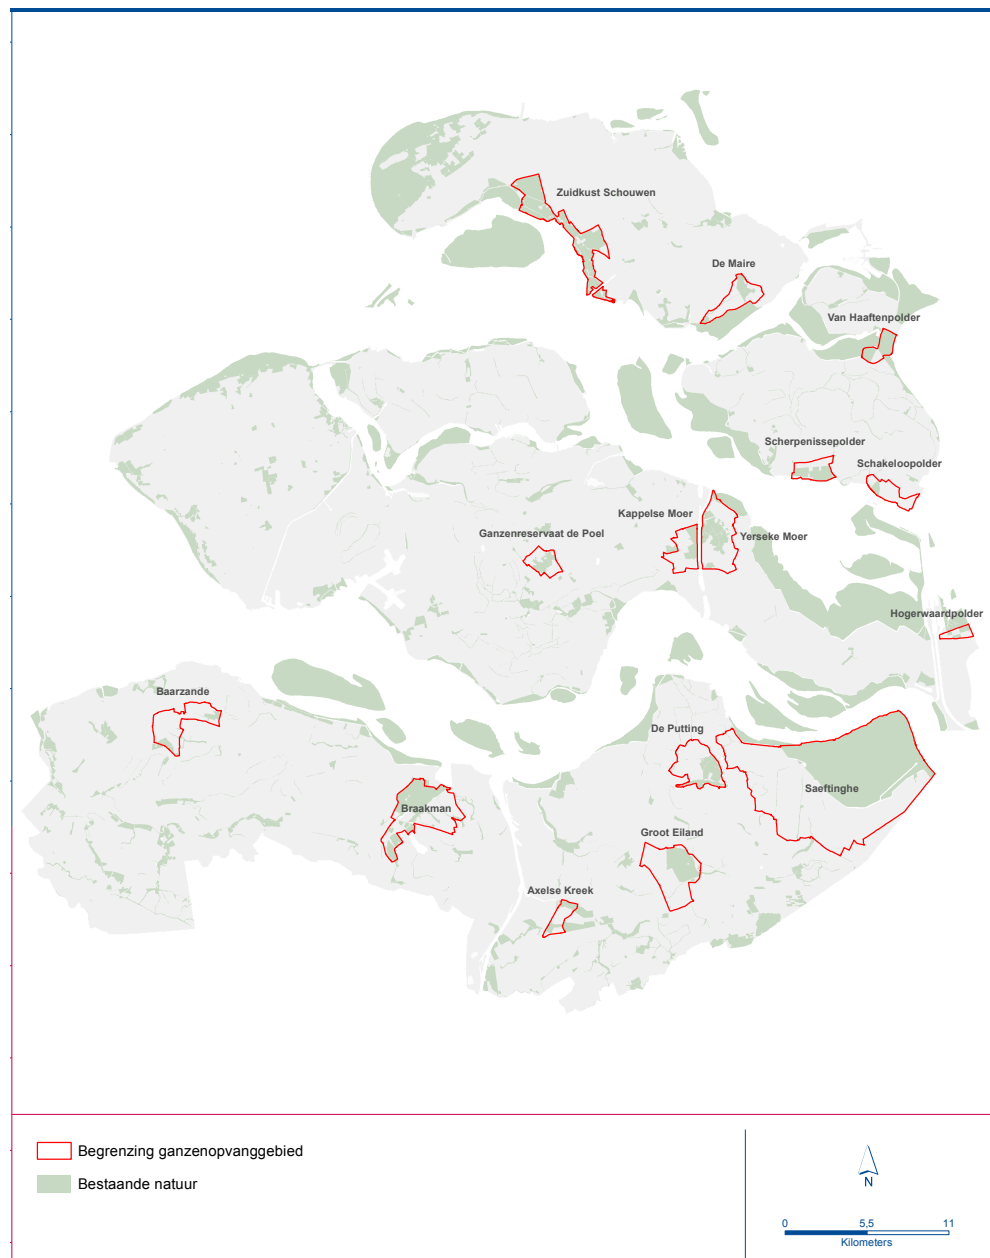 Zuidkust Schouwen
De Maire
Van Haaftenpolder
Scherpenissepolder
Schakeloopolder
Kappelse Moer
Ganzenreservaat de Poel
Yerseke Moer
Hogerwaardpolder
Baarzande
De Putting
Saeftinghe
Braakman
Groot Eiland
Axelse Kreek
Begrenzing ganzenopvanggebied
Bestaande natuur
N
0 5,5 11
Kilometers